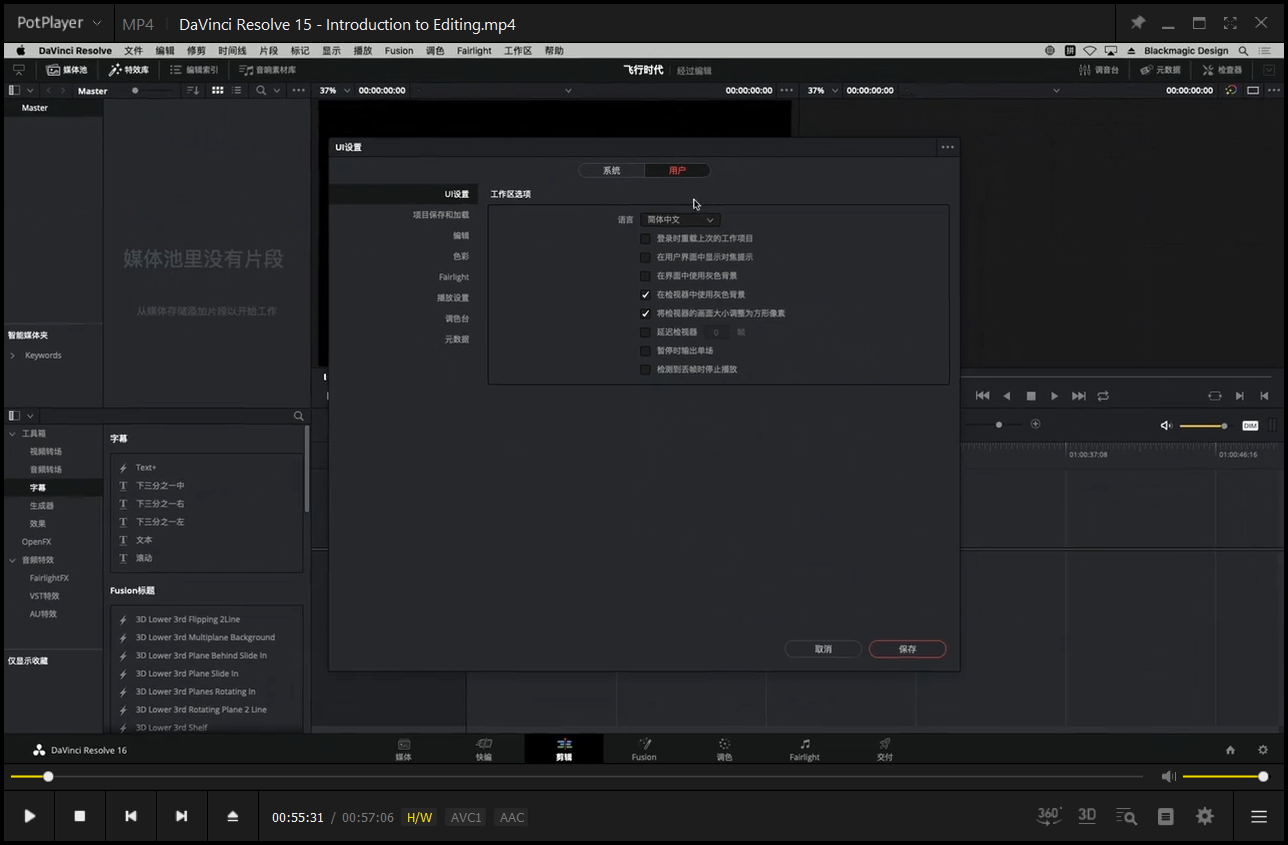 PotPlayer MP4 DaVinci Resolve 15 - Introduction to Editing.mp4
DaVinci Resolve 文件 编辑 修剪 时间线 片段 标记 显示 播放 Fusion 调色 Fairlight 工作区 帮助 拼 Blackmagic Design
媒体池 特效库 编辑索引 音响素材库 飞行时代 经过编辑 调音台 元数据 检查器
Master 37% 00:00:00:00 00:00:00:00 37% 00:00:00:00 00:00:00:00
Master
媒体池里没有片段
从媒体存储添加片段以开始工作
智能媒体夹
Keywords
UI设置
系统 用户
UI设置
项目保存和加载
编辑
色彩
Fairlight
播放设置
调色台
元数据
工作区选项
语言 简体中文
登录时重载上次的工作项目
在用户界面中显示对焦提示
在界面中使用灰色背景
在检视器中使用灰色背景
将检视器的画面大小调整为方形像素
延迟检视器 0 帧
暂停时输出单场
检测到丢帧时停止播放
取消 保存
DIM
01:00:37:08 01:00:46:16
工具箱
视频转场
音频转场
字幕
生成器
效果
OpenFX
音频特效
FairlightFX
VST特效
AU特效
仅显示收藏
字幕
Text+
下三分之一中
下三分之一右
下三分之一左
文本
滚动
Fusion标题
3D Lower 3rd Flipping 2Line
3D Lower 3rd Multiplane Background
3D Lower 3rd Plane Behind Slide In
3D Lower 3rd Plane Slide In
3D Lower 3rd Planes Rotating In
3D Lower 3rd Rotating Plane 2 Line
3D Lower 3rd Shelf
DaVinci Resolve 16
媒体 快编 剪辑 Fusion 调色 Fairlight 交付
00:55:31 / 00:57:06 H/W AVC1 AAC 360° 3D